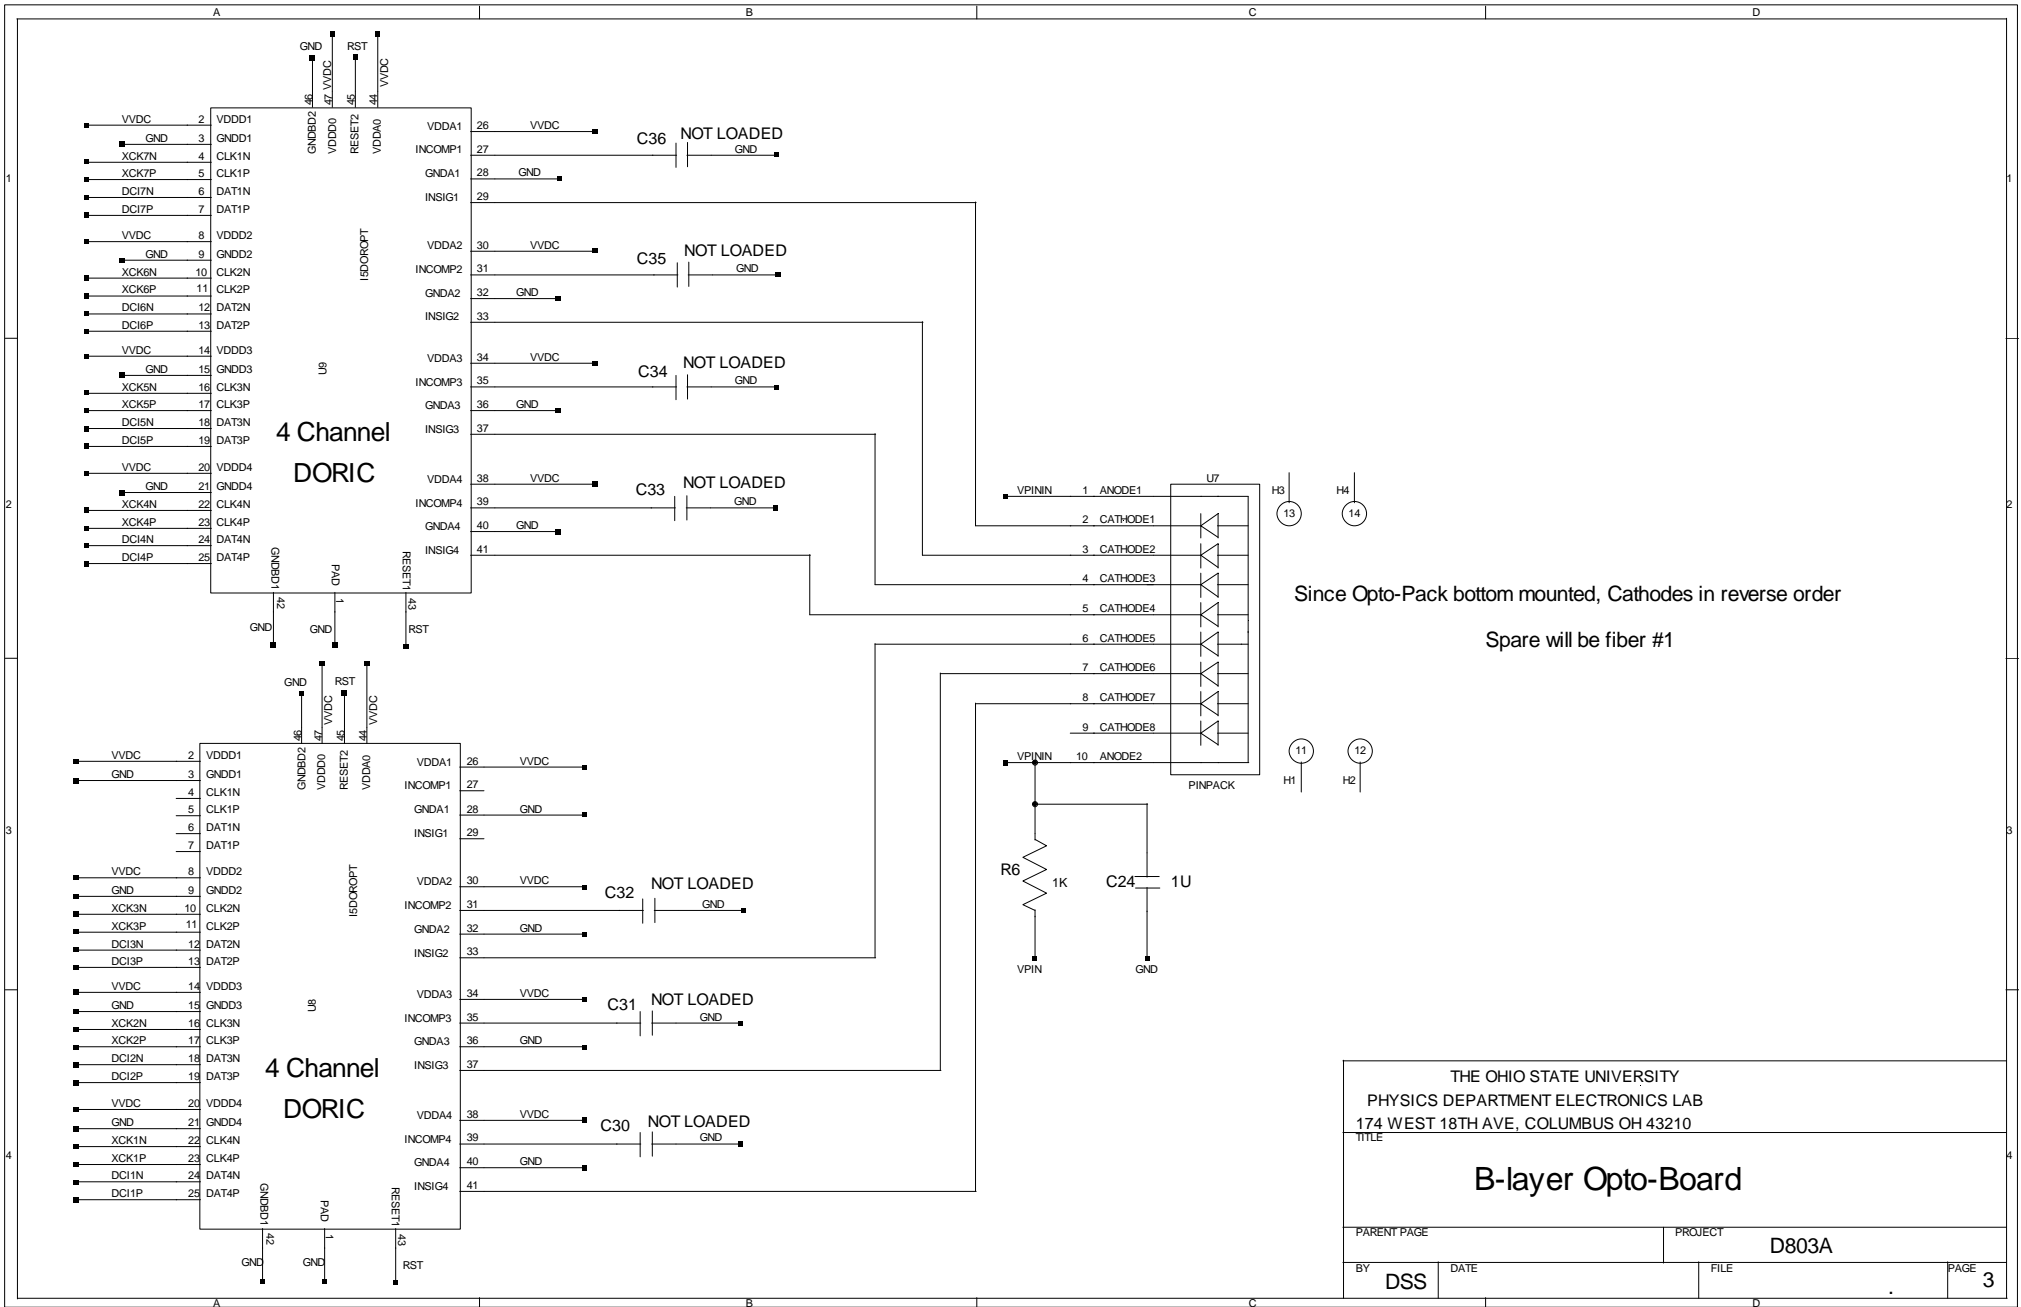 A B C D
GND VVDC RST VVDC
46 47 45 44
GNDBD2 VDDD0 RESET2 VDDA0
VVDC 2 VDDD1
GND 3 GNDD1
XCK7N 4 CLK1N
XCK7P 5 CLK1P
DCI7N 6 DAT1N
DCI7P 7 DAT1P
VVDC 8 VDDD2
GND 9 GNDD2
XCK6N 10 CLK2N
XCK6P 11 CLK2P
DCI6N 12 DAT2N
DCI6P 13 DAT2P
VVDC 14 VDDD3
GND 15 GNDD3
XCK5N 16 CLK3N
XCK5P 17 CLK3P
DCI5N 18 DAT3N
DCI5P 19 DAT3P
VVDC 20 VDDD4
GND 21 GNDD4
XCK4N 22 CLK4N
XCK4P 23 CLK4P
DCI4N 24 DAT4N
DCI4P 25 DAT4P
I5DOROPT
U9
4 Channel
DORIC
VDDA1 26 VVDC
INCOMP1 27 C36 NOT LOADED GND
GNDA1 28 GND
INSIG1 29
VDDA2 30 VVDC
INCOMP2 31 C35 NOT LOADED GND
GNDA2 32 GND
INSIG2 33
VDDA3 34 VVDC
INCOMP3 35 C34 NOT LOADED GND
GNDA3 36 GND
INSIG3 37
VDDA4 38 VVDC
INCOMP4 39 C33 NOT LOADED GND
GNDA4 40 GND
INSIG4 41
GNDBD1 PAD RESET1
42 1 43
GND GND RST
GND VVDC RST VVDC
46 47 45 44
GNDBD2 VDDD0 RESET2 VDDA0
VVDC 2 VDDD1
GND 3 GNDD1
4 CLK1N
5 CLK1P
6 DAT1N
7 DAT1P
VVDC 8 VDDD2
GND 9 GNDD2
XCK3N 10 CLK2N
XCK3P 11 CLK2P
DCI3N 12 DAT2N
DCI3P 13 DAT2P
VVDC 14 VDDD3
GND 15 GNDD3
XCK2N 16 CLK3N
XCK2P 17 CLK3P
DCI2N 18 DAT3N
DCI2P 19 DAT3P
VVDC 20 VDDD4
GND 21 GNDD4
XCK1N 22 CLK4N
XCK1P 23 CLK4P
DCI1N 24 DAT4N
DCI1P 25 DAT4P
I5DOROPT
U8
4 Channel
DORIC
VDDA1 26 VVDC
INCOMP1 27
GNDA1 28 GND
INSIG1 29
VDDA2 30 VVDC
INCOMP2 31 C32 NOT LOADED GND
GNDA2 32 GND
INSIG2 33
VDDA3 34 VVDC
INCOMP3 35 C31 NOT LOADED GND
GNDA3 36 GND
INSIG3 37
VDDA4 38 VVDC
INCOMP4 39 C30 NOT LOADED GND
GNDA4 40 GND
INSIG4 41
GNDBD1 PAD RESET1
42 1 43
GND GND RST
U7
VPININ 1 ANODE1
2 CATHODE1
3 CATHODE2
4 CATHODE3
5 CATHODE4
6 CATHODE5
7 CATHODE6
8 CATHODE7
9 CATHODE8
VPININ 10 ANODE2
PINPACK
H3 H4
13 14
Since Opto-Pack bottom mounted, Cathodes in reverse order
Spare will be fiber #1
11 12
H1 H2
R6 1K C24 1U
VPIN GND
1 1
2 2
3 3
4 4
THE OHIO STATE UNIVERSITY
PHYSICS DEPARTMENT ELECTRONICS LAB
174 WEST 18TH AVE, COLUMBUS OH 43210
TITLE
B-layer Opto-Board
PARENT PAGE PROJECT D803A
BY DSS DATE FILE . PAGE 3
A B C D